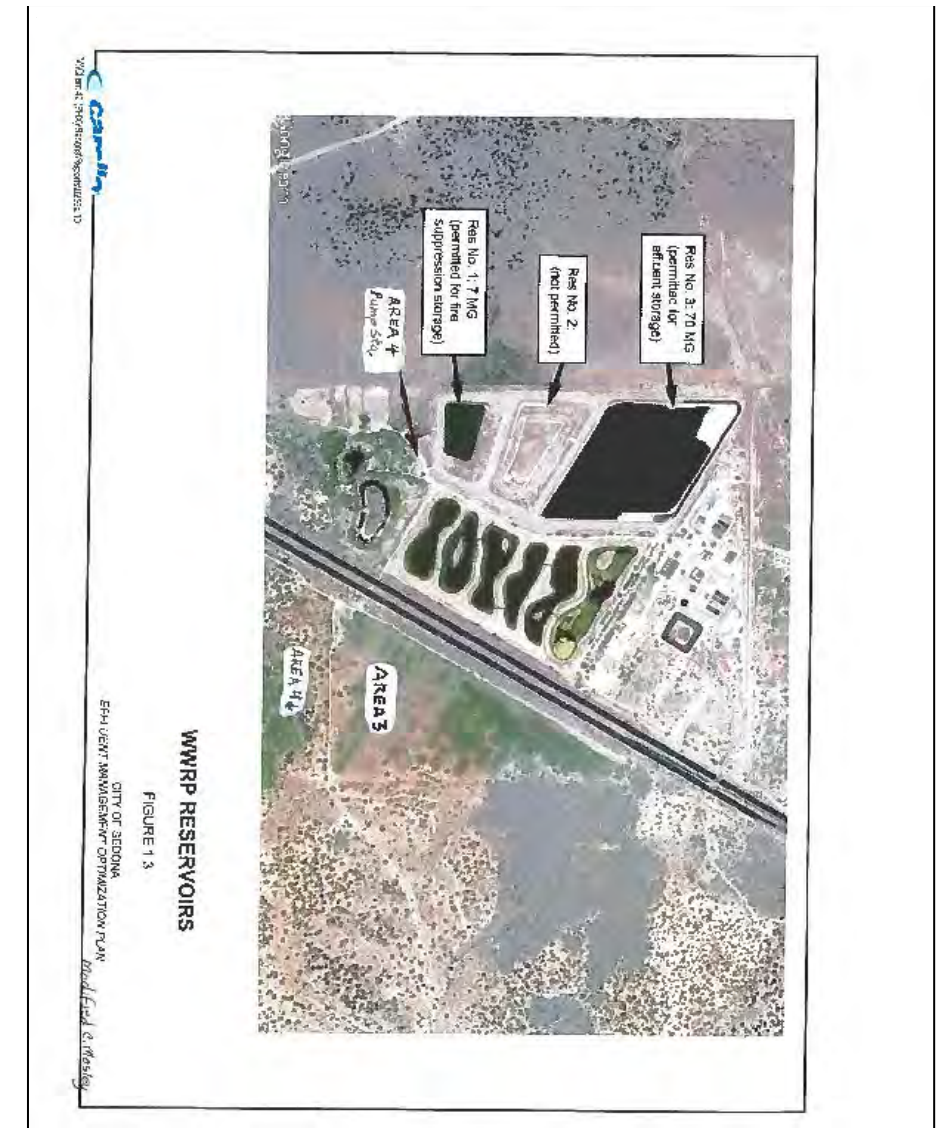 Res No. 3: 70 MG
(permitted for
effluent storage)
Res No. 2:
(not permitted)
Res No. 1: 7 MG
(permitted for fire
suppression storage)
AREA 4
Pump Sta.
AREA 3
AREA 4
WWRP RESERVOIRS
FIGURE 1.3
CITY OF SEDONA
EFFLUENT MANAGEMENT OPTIMIZATION PLAN
Modified C. Mosley
carollo